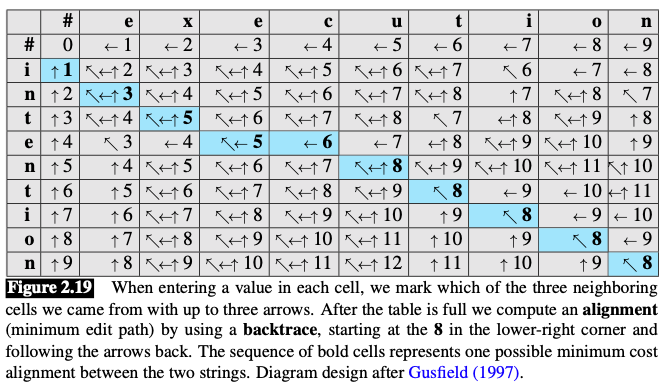 # e x e c u t i o n
# 0 ← 1 ← 2 ← 3 ← 4 ← 5 ← 6 ← 7 ← 8 ← 9
i ↑ 1 ↖←↑ 2 ↖←↑ 3 ↖←↑ 4 ↖←↑ 5 ↖←↑ 6 ↖←↑ 7 ↖ 6 ← 7 ← 8
n ↑ 2 ↖←↑ 3 ↖←↑ 4 ↖←↑ 5 ↖←↑ 6 ↖←↑ 7 ↖←↑ 8 ↑ 7 ↖←↑ 8 ↖ 7
t ↑ 3 ↖←↑ 4 ↖←↑ 5 ↖←↑ 6 ↖←↑ 7 ↖←↑ 8 ↖ 7 ←↑ 8 ↖←↑ 9 ↑ 8
e ↑ 4 ↖ 3 ← 4 ↖← 5 ← 6 ← 7 ←↑ 8 ↖←↑ 9 ↖←↑ 10 ↑ 9
n ↑ 5 ↑ 4 ↖←↑ 5 ↖←↑ 6 ↖←↑ 7 ↖←↑ 8 ↖←↑ 9 ↖←↑ 10 ↖←↑ 11 ↖↑ 10
t ↑ 6 ↑ 5 ↖←↑ 6 ↖←↑ 7 ↖←↑ 8 ↖←↑ 9 ↖ 8 ← 9 ← 10 ←↑ 11
i ↑ 7 ↑ 6 ↖←↑ 7 ↖←↑ 8 ↖←↑ 9 ↖←↑ 10 ↑ 9 ↖ 8 ← 9 ← 10
o ↑ 8 ↑ 7 ↖←↑ 8 ↖←↑ 9 ↖←↑ 10 ↖←↑ 11 ↑ 10 ↑ 9 ↖ 8 ← 9
n ↑ 9 ↑ 8 ↖←↑ 9 ↖←↑ 10 ↖←↑ 11 ↖←↑ 12 ↑ 11 ↑ 10 ↑ 9 ↖ 8
Figure 2.19 When entering a value in each cell, we mark which of the three neighboring
cells we came from with up to three arrows. After the table is full we compute an alignment
(minimum edit path) by using a backtrace, starting at the 8 in the lower-right corner and
following the arrows back. The sequence of bold cells represents one possible minimum cost
alignment between the two strings. Diagram design after Gusfield (1997).